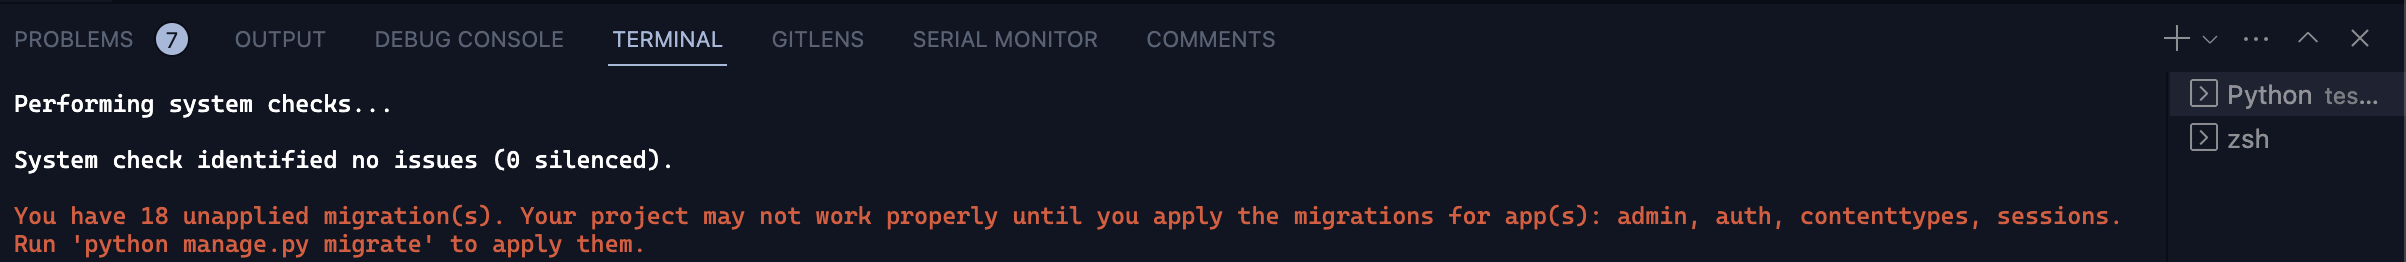 PROBLEMS 7 OUTPUT DEBUG CONSOLE TERMINAL GITLENS SERIAL MONITOR COMMENTS
Performing system checks...
System check identified no issues (0 silenced).
You have 18 unapplied migration(s). Your project may not work properly until you apply the migrations for app(s): admin, auth, contenttypes, sessions.
Run 'python manage.py migrate' to apply them.
Python tes...
zsh